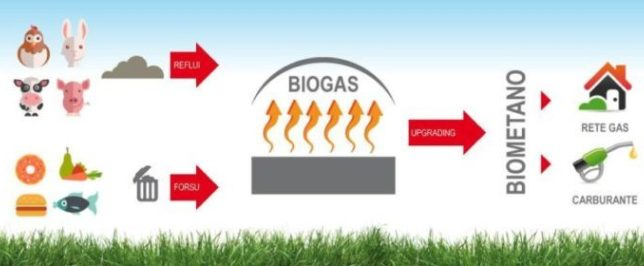 REFLUI
BIOGAS
UPGRADING
BIOMETANO
RETE GAS
FORSU
CARBURANTE